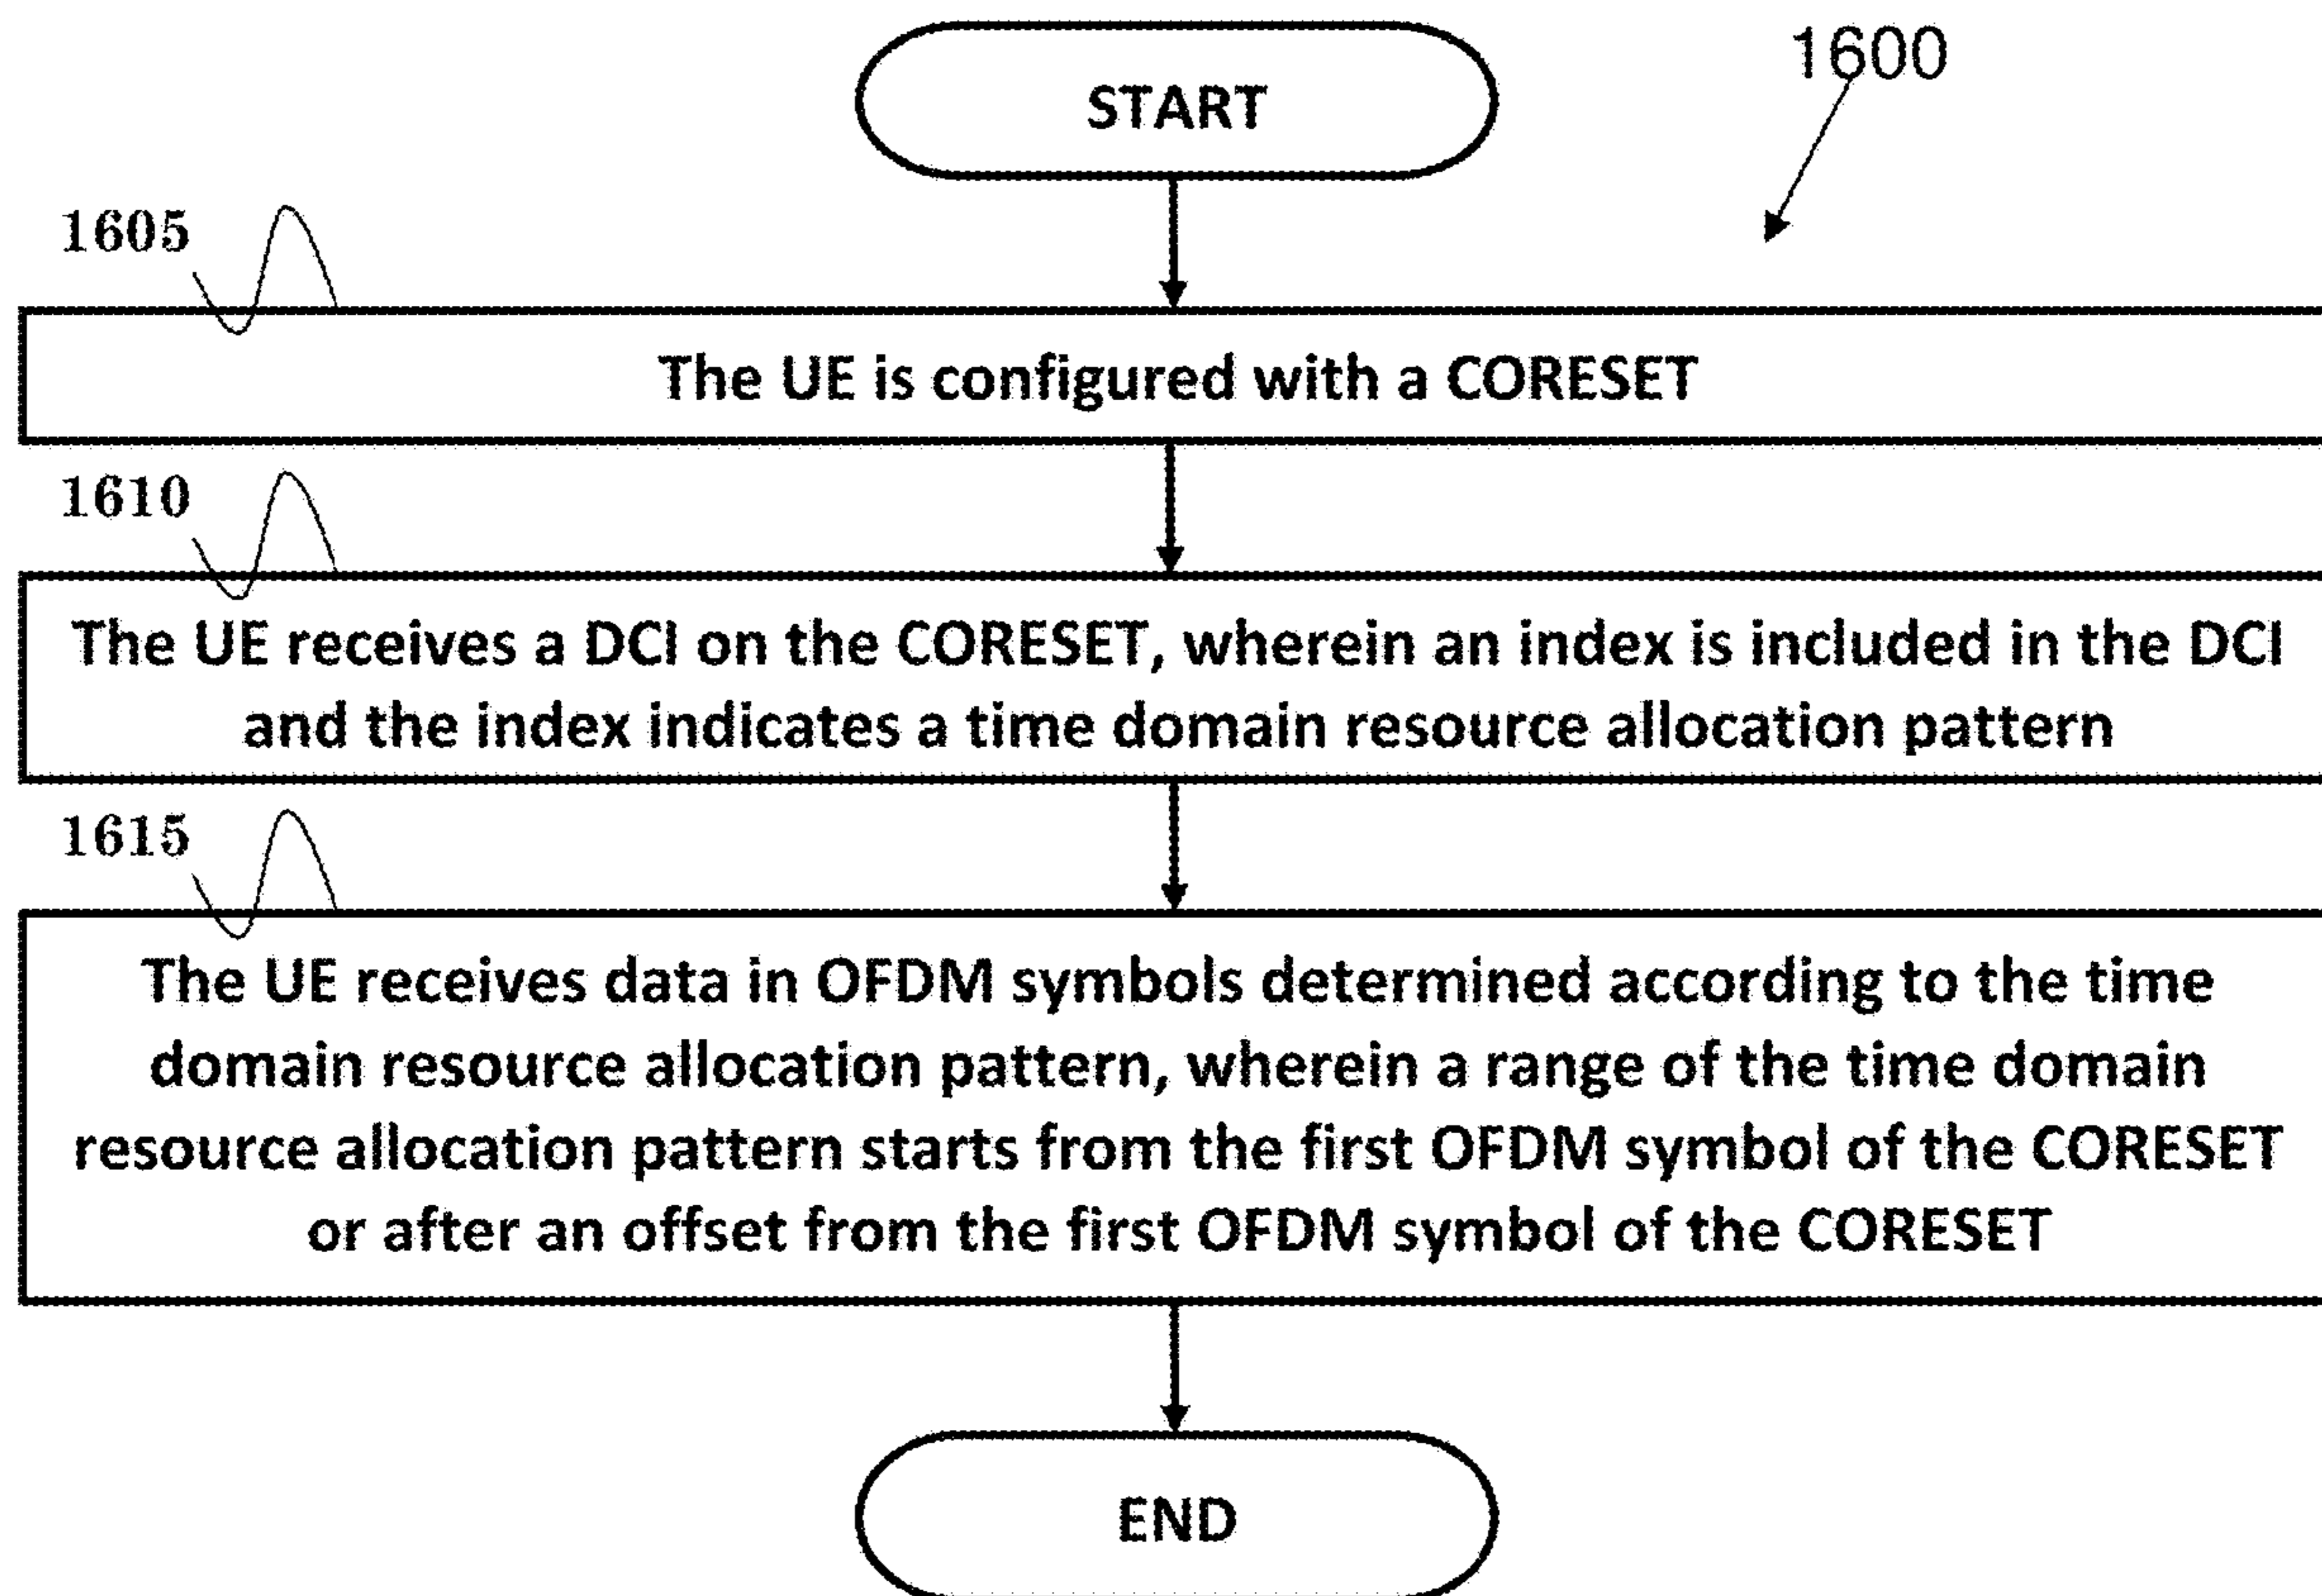 START
1600
1605
The UE is configured with a CORESET
1610
The UE receives a DCI on the CORESET, wherein an index is included in the DCI
and the index indicates a time domain resource allocation pattern
1615
The UE receives data in OFDM symbols determined according to the time
domain resource allocation pattern, wherein a range of the time domain
resource allocation pattern starts from the first OFDM symbol of the CORESET
or after an offset from the first OFDM symbol of the CORESET
END